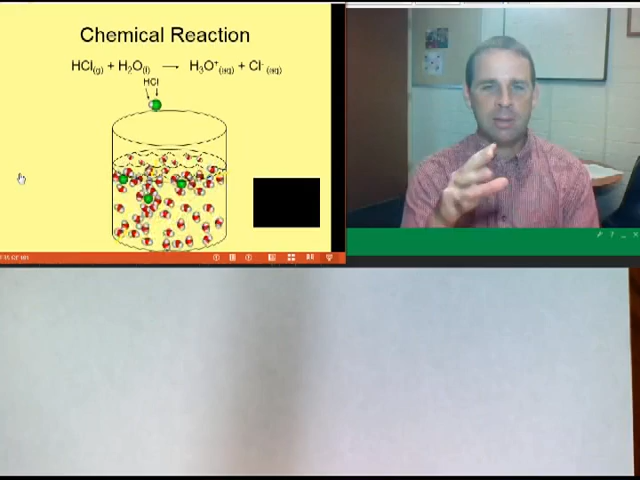 Chemical Reaction
HCl(g) + H₂O(l) ⟶ H₃O⁺(aq) + Cl⁻(aq)
HCl